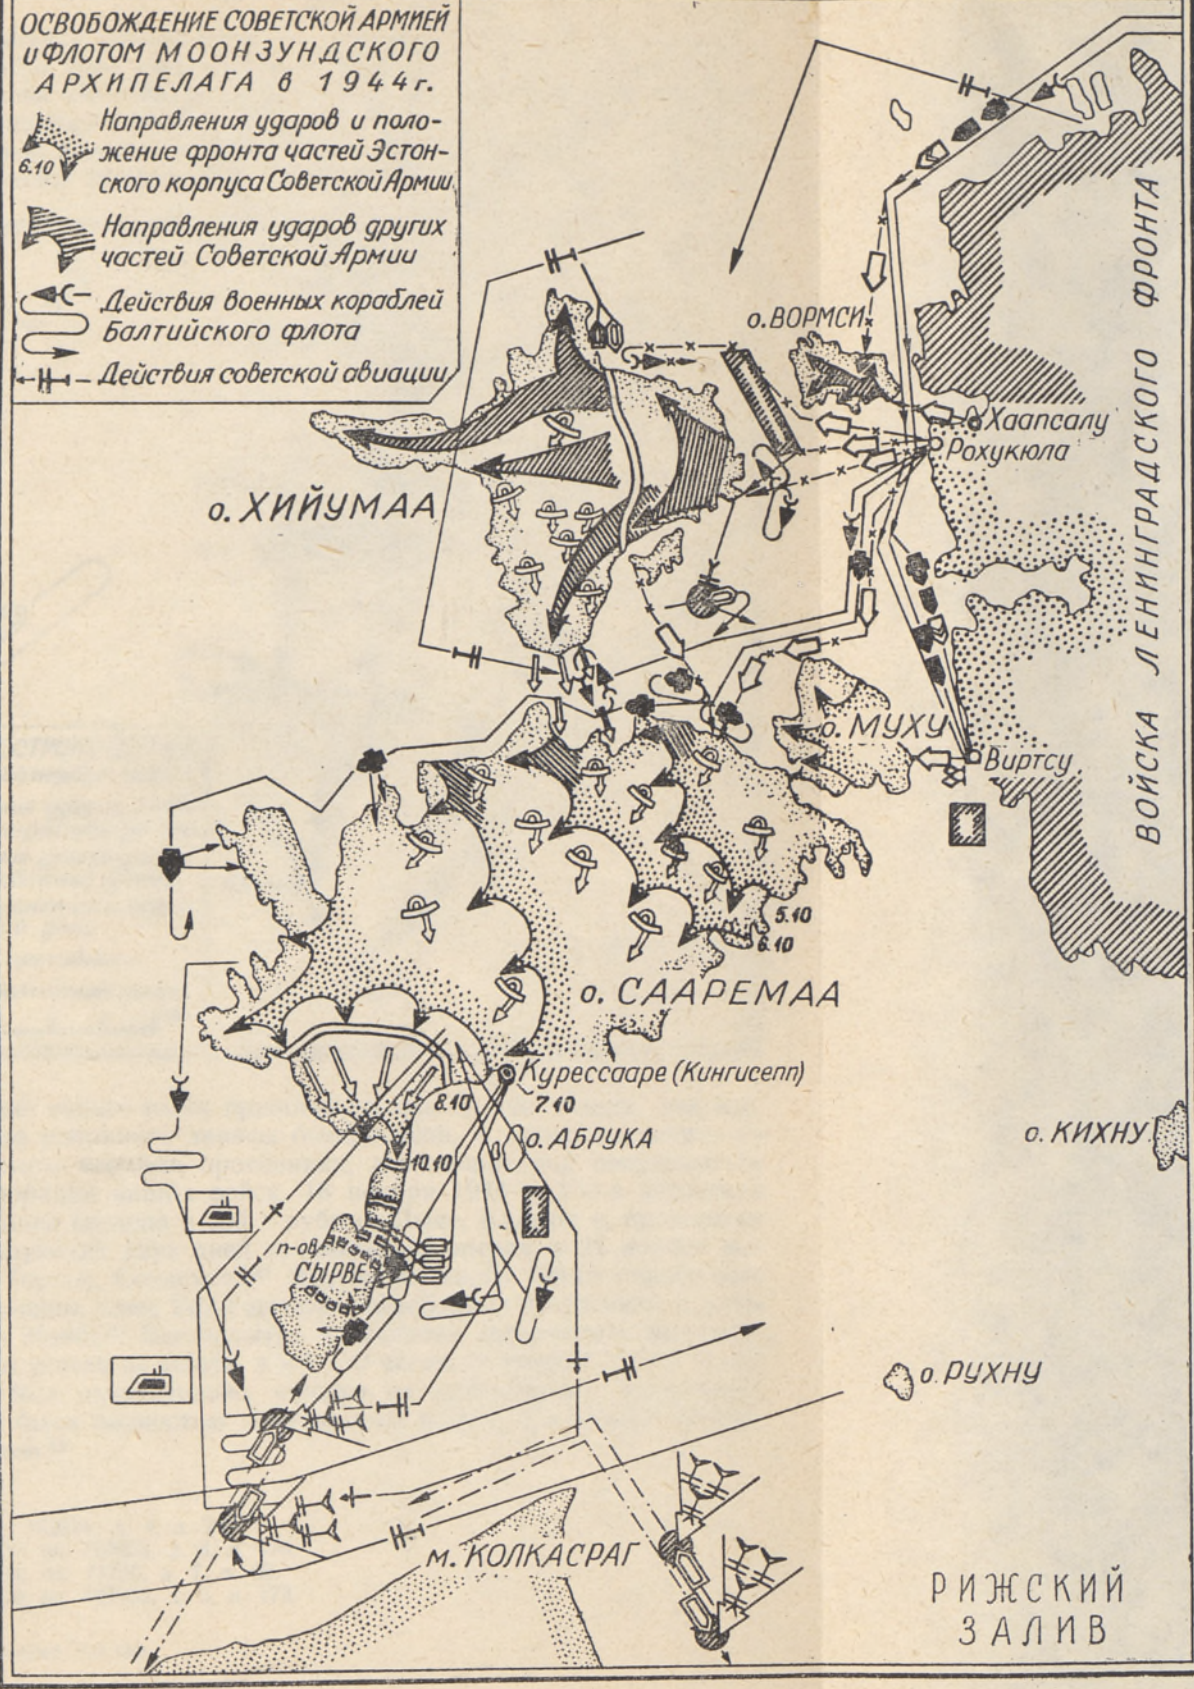 ОСВОБОЖДЕНИЕ СОВЕТСКОЙ АРМИЕЙ
и ФЛОТОМ МООНЗУНДСКОГО
АРХИПЕЛАГА в 1944г.
Направления ударов и поло-
жение фронта частей Эстон-
ского корпуса Советской Армии
6.10
Направления ударов других
частей Советской Армии
Действия военных кораблей
Балтийского флота
Действия советской авиации
ВОЙСКА ЛЕНИНГРАДСКОГО ФРОНТА
о. ВОРМСИ
Хаапсалу
Рохукюла
о. ХИЙУМАА
о. МУХУ
Виртсу
5.10
6.10
о. СААРЕМАА
Курессааре (Кингисепп)
8.10
7.10
о. АБРУКА
о. КИХНУ
10.10
п-ов
СЫРВЕ
о. РУХНУ
м. КОЛКАСРАГ
РИЖСКИЙ
ЗАЛИВ